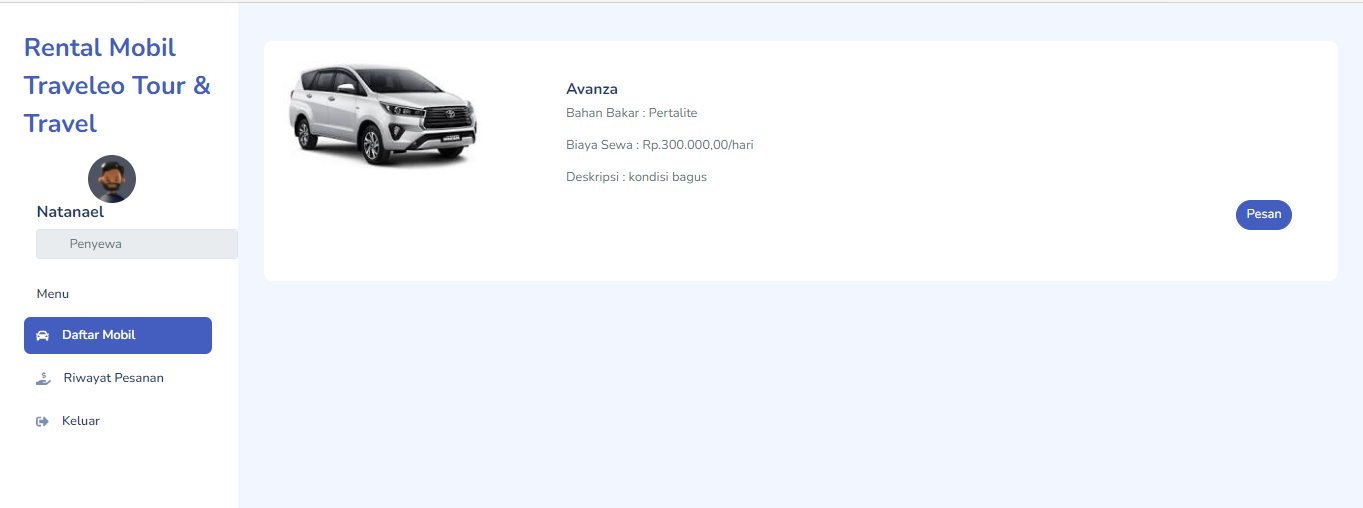 Rental Mobil
Traveleo Tour &
Travel
Natanael
Penyewa
Menu
Daftar Mobil
Riwayat Pesanan
Keluar
Avanza
Bahan Bakar : Pertalite
Biaya Sewa : Rp.300.000,00/hari
Deskripsi : kondisi bagus
Pesan